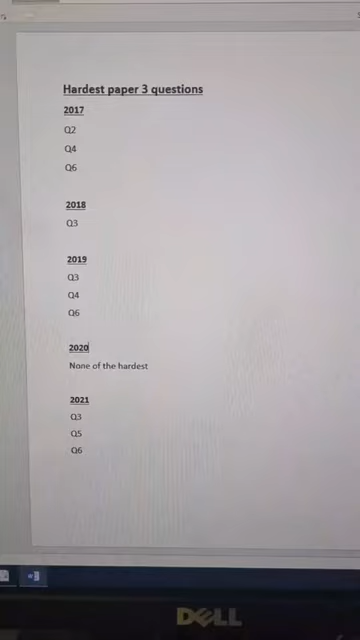 Hardest paper 3 questions
2017
Q2
Q4
Q6
2018
Q3
2019
Q3
Q4
Q6
2020
None of the hardest
2021
Q3
Q5
Q6
DELL